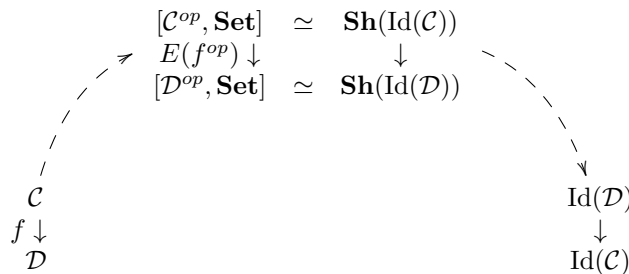 [𝒞^{op}, **Set**] ≃ **Sh**(Id(𝒞))
E(f^{op}) ↓ ↓
[𝒟^{op}, **Set**] ≃ **Sh**(Id(𝒟))
𝒞 Id(𝒟)
f ↓ ↓
𝒟 Id(𝒞)